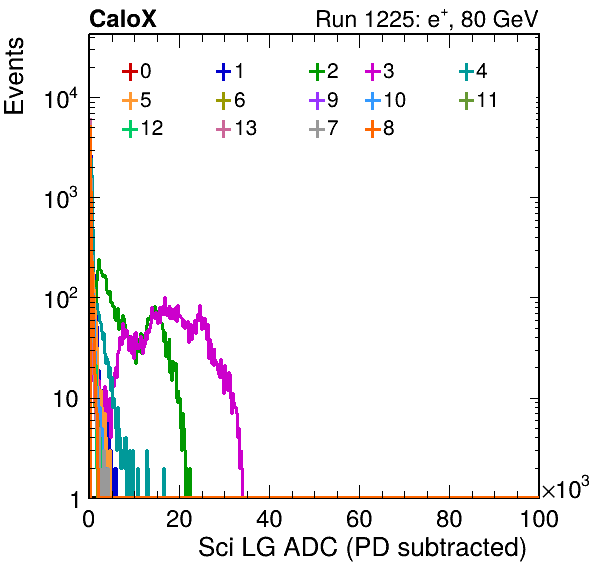 CaloX Run 1225: e⁺, 80 GeV
Events
0 1 2 3 4
5 6 9 10 11
12 13 7 8
10⁴
10³
10²
10
1
0 20 40 60 80 100
×10³
Sci LG ADC (PD subtracted)